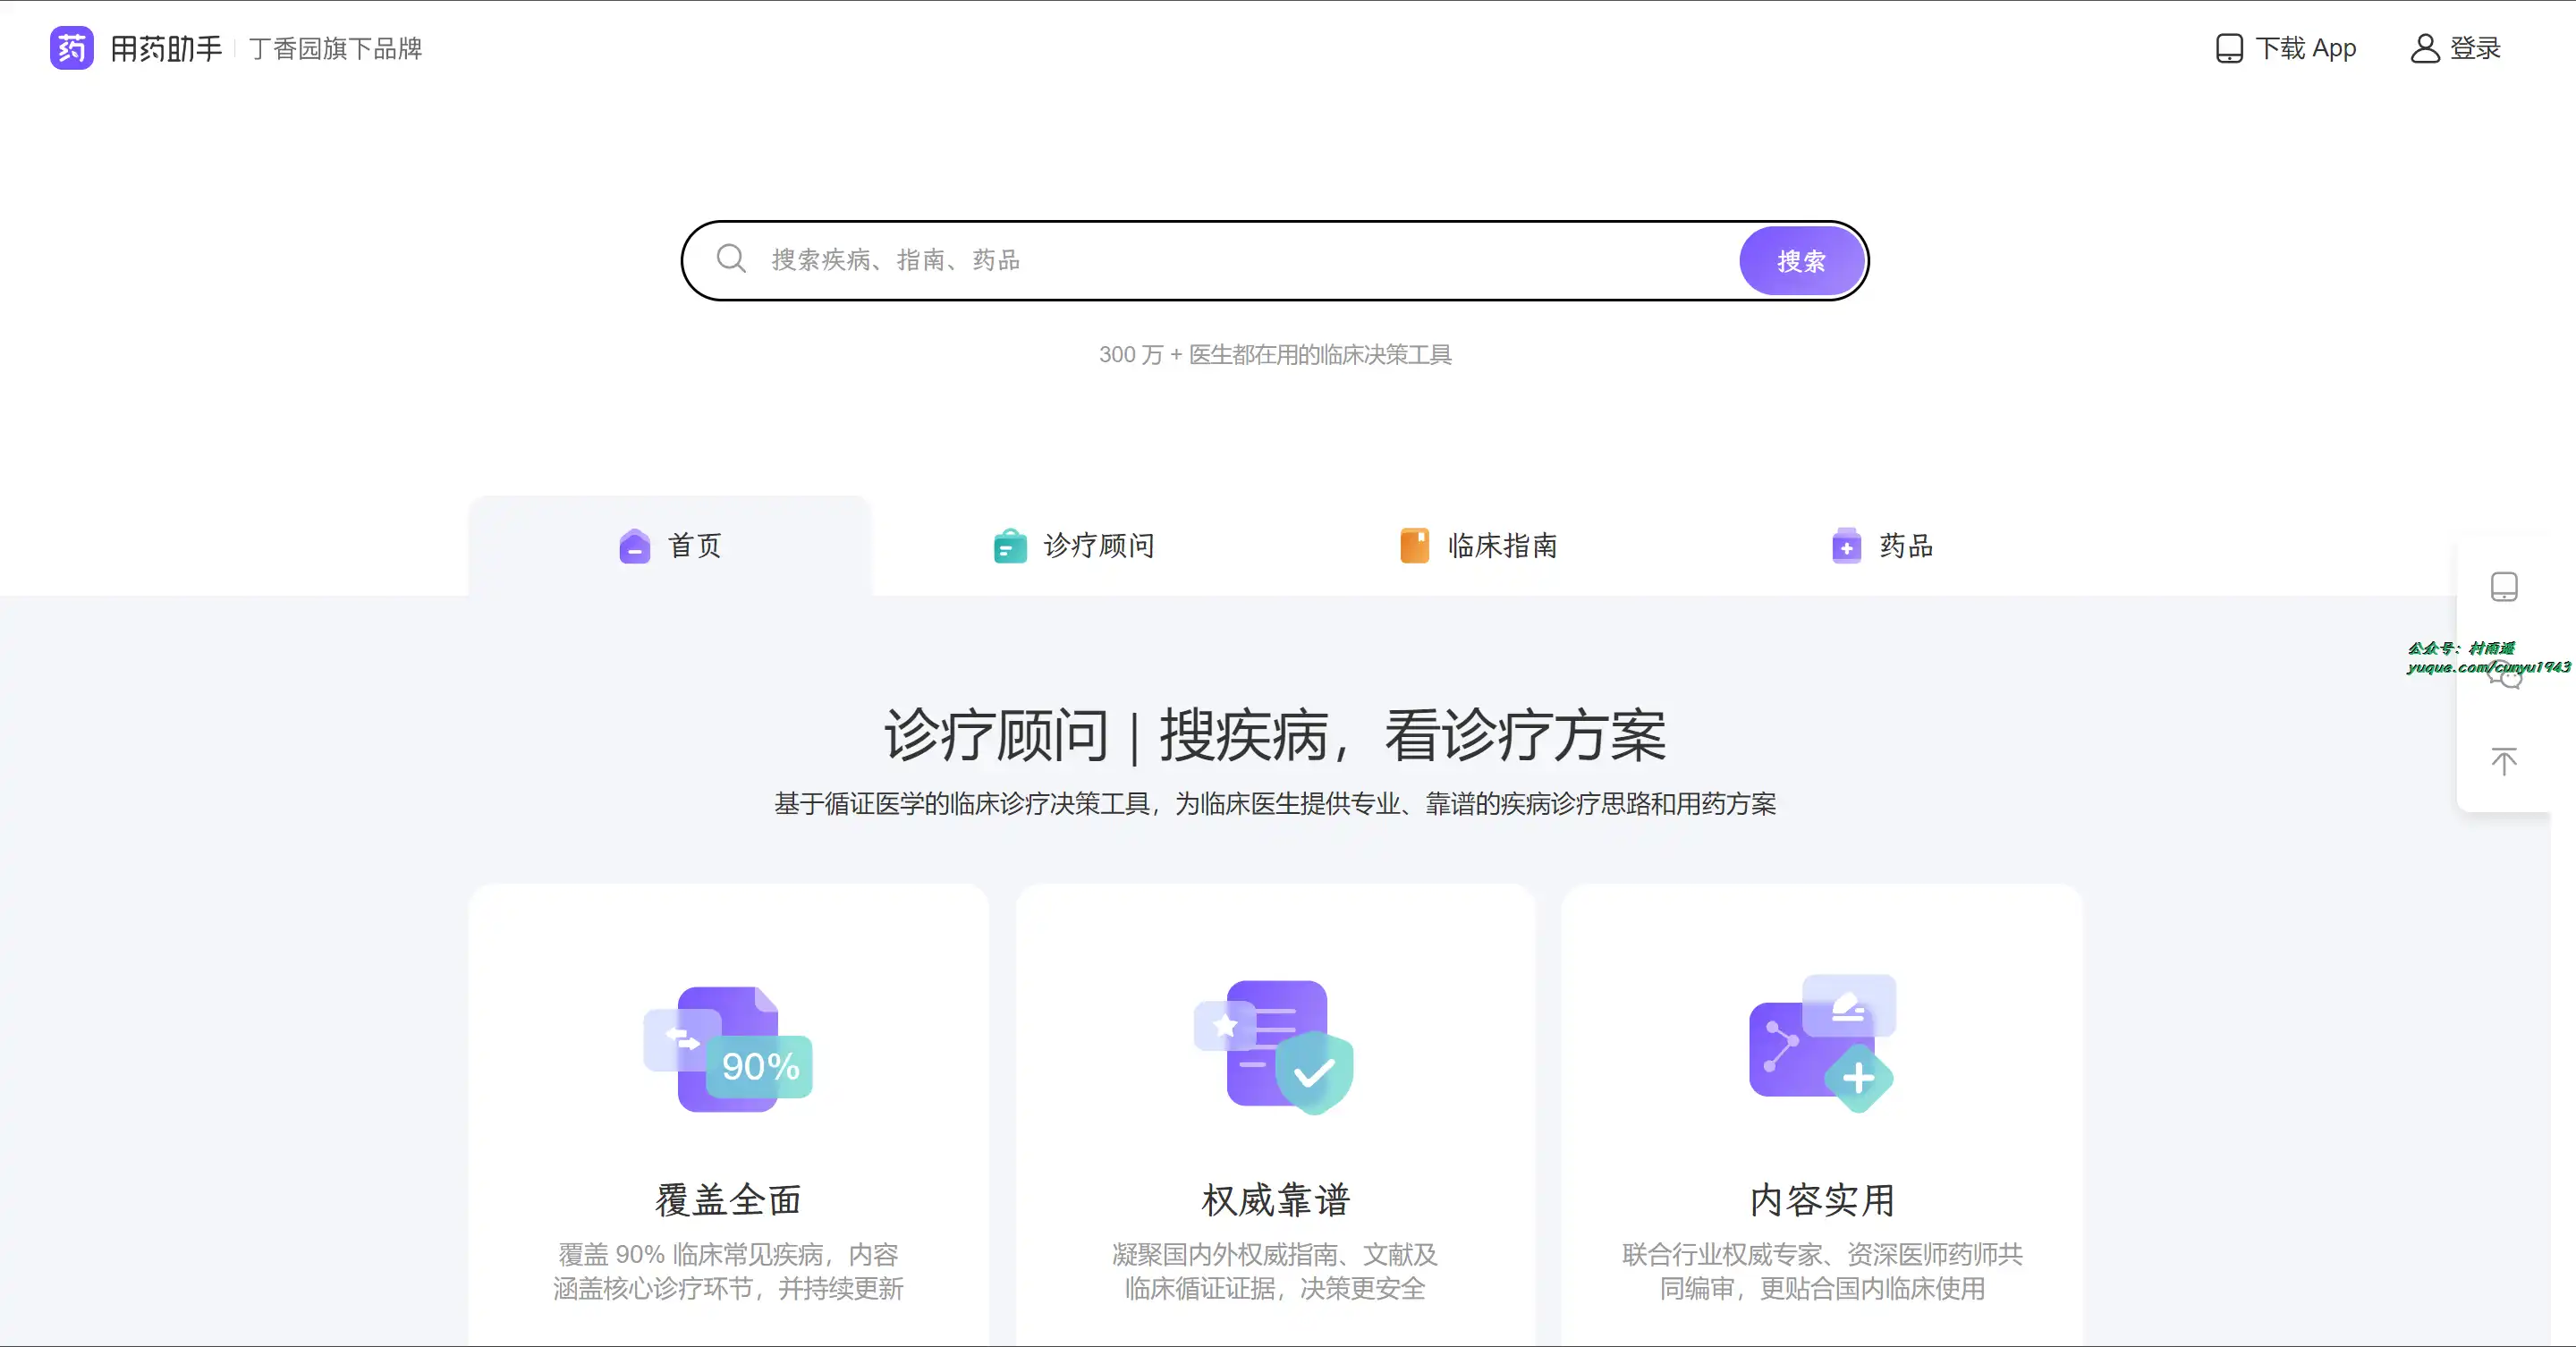 药 用药助手 丁香园旗下品牌 下载 App 登录
搜索疾病、指南、药品 搜索
300 万 + 医生都在用的临床决策工具
首页 诊疗顾问 临床指南 药品
公众号：村雨遥
yuque.com/cunyu1943
诊疗顾问 | 搜疾病，看诊疗方案
基于循证医学的临床诊疗决策工具，为临床医生提供专业、靠谱的疾病诊疗思路和用药方案
90%
覆盖全面
覆盖 90% 临床常见疾病，内容
涵盖核心诊疗环节，并持续更新
权威靠谱
凝聚国内外权威指南、文献及
临床循证证据，决策更安全
内容实用
联合行业权威专家、资深医师药师共
同编审，更贴合国内临床使用